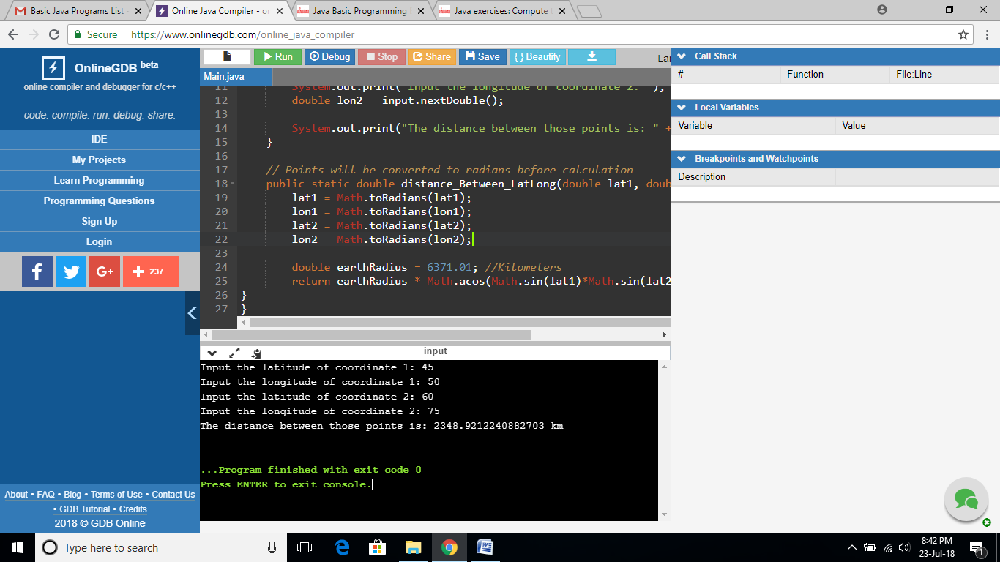 Basic Java Programs List
Online Java Compiler - on
Java Basic Programming
Java exercises: Compute
Secure
https://www.onlinegdb.com/online_java_compiler
OnlineGDB beta
online compiler and debugger for c/c++
code. compile. run. debug. share.
IDE
My Projects
Learn Programming
Programming Questions
Sign Up
Login
237
About • FAQ • Blog • Terms of Use • Contact Us
• GDB Tutorial • Credits
2018 © GDB Online
Run
Debug
Stop
Share
Save
{ } Beautify
Lan
Main.java
11 System.out.print("Input the longitude of coordinate 2: ");
12 double lon2 = input.nextDouble();
13
14 System.out.print("The distance between those points is: " +
15 }
16
17 // Points will be converted to radians before calculation
18 public static double distance_Between_LatLong(double lat1, doub
19 lat1 = Math.toRadians(lat1);
20 lon1 = Math.toRadians(lon1);
21 lat2 = Math.toRadians(lat2);
22 lon2 = Math.toRadians(lon2);
23
24 double earthRadius = 6371.01; //Kilometers
25 return earthRadius * Math.acos(Math.sin(lat1)*Math.sin(lat2
26 }
27 }
input
Input the latitude of coordinate 1: 45
Input the longitude of coordinate 1: 50
Input the latitude of coordinate 2: 60
Input the longitude of coordinate 2: 75
The distance between those points is: 2348.9212240882703 km
...Program finished with exit code 0
Press ENTER to exit console.
Call Stack
# Function File:Line
Local Variables
Variable Value
Breakpoints and Watchpoints
Description
Type here to search
8:42 PM
23-Jul-18
1